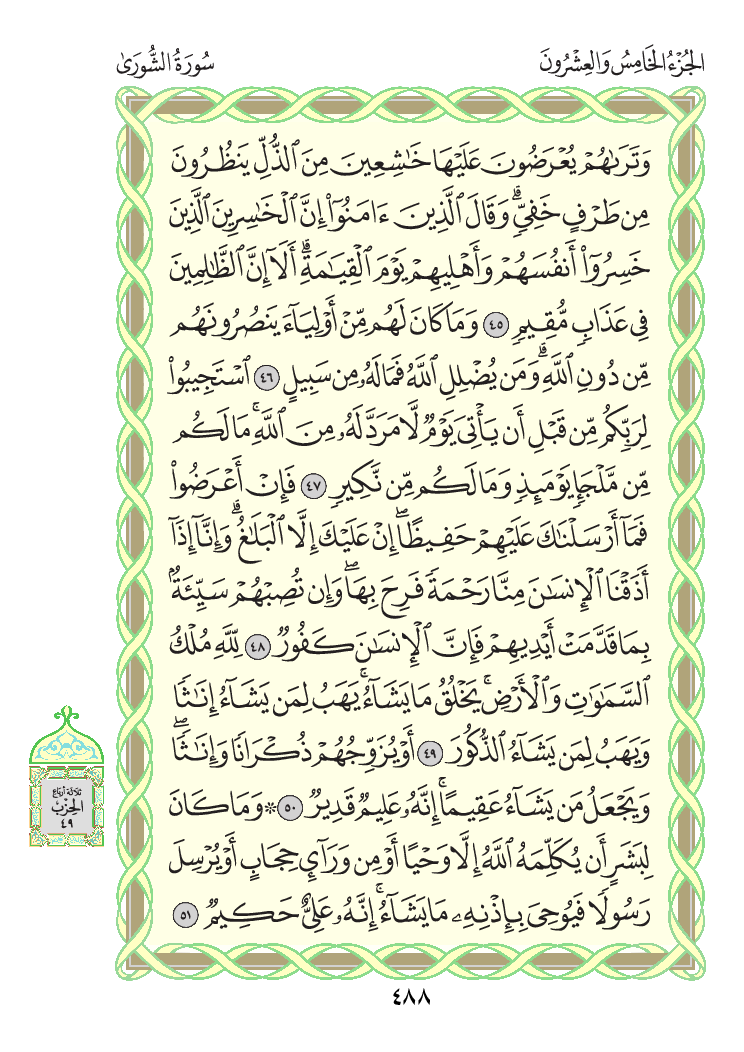 الجُزْءُ الخَامِسُ وَالعِشْرُونَ
سُورَةُ الشُّورَىٰ
وَتَرَىٰهُمْ يُعْرَضُونَ عَلَيْهَا خَٰشِعِينَ مِنَ ٱلذُّلِّ يَنظُرُونَ
مِن طَرْفٍ خَفِيٍّۗ وَقَالَ ٱلَّذِينَ ءَامَنُوٓا۟ إِنَّ ٱلْخَٰسِرِينَ ٱلَّذِينَ
خَسِرُوٓا۟ أَنفُسَهُمْ وَأَهْلِيهِمْ يَوْمَ ٱلْقِيَٰمَةِۗ أَلَآ إِنَّ ٱلظَّٰلِمِينَ
فِى عَذَابٍ مُّقِيمٍ ٤٥ وَمَا كَانَ لَهُم مِّنْ أَوْلِيَآءَ يَنصُرُونَهُم
مِّن دُونِ ٱللَّهِۗ وَمَن يُضْلِلِ ٱللَّهُ فَمَا لَهُۥ مِن سَبِيلٍ ٤٦ ٱسْتَجِيبُوا۟
لِرَبِّكُم مِّن قَبْلِ أَن يَأْتِىَ يَوْمٌ لَّا مَرَدَّ لَهُۥ مِنَ ٱللَّهِۚ مَا لَكُم
مِّن مَّلْجَإٍ يَوْمَئِذٍ وَمَا لَكُم مِّن نَّكِيرٍ ٤٧ فَإِنْ أَعْرَضُوا۟
فَمَآ أَرْسَلْنَٰكَ عَلَيْهِمْ حَفِيظًاۖ إِنْ عَلَيْكَ إِلَّا ٱلْبَلَٰغُۗ وَإِنَّآ إِذَآ
أَذَقْنَا ٱلْإِنسَٰنَ مِنَّا رَحْمَةً فَرِحَ بِهَاۖ وَإِن تُصِبْهُمْ سَيِّئَةٌۢ
بِمَا قَدَّمَتْ أَيْدِيهِمْ فَإِنَّ ٱلْإِنسَٰنَ كَفُورٌ ٤٨ لِّلَّهِ مُلْكُ
ٱلسَّمَٰوَٰتِ وَٱلْأَرْضِۚ يَخْلُقُ مَا يَشَآءُۚ يَهَبُ لِمَن يَشَآءُ إِنَٰثًا
وَيَهَبُ لِمَن يَشَآءُ ٱلذُّكُورَ ٤٩ أَوْ يُزَوِّجُهُمْ ذُكْرَانًا وَإِنَٰثًاۖ
وَيَجْعَلُ مَن يَشَآءُ عَقِيمًاۚ إِنَّهُۥ عَلِيمٌ قَدِيرٌ ٥٠ ۞ وَمَا كَانَ
لِبَشَرٍ أَن يُكَلِّمَهُ ٱللَّهُ إِلَّا وَحْيًا أَوْ مِن وَرَآئِ حِجَابٍ أَوْ يُرْسِلَ
رَسُولًا فَيُوحِىَ بِإِذْنِهِۦ مَا يَشَآءُۚ إِنَّهُۥ عَلِىٌّ حَكِيمٌ ٥١
ثلاثة أرباع
الحِزْبُ
٤٩
٤٨٨